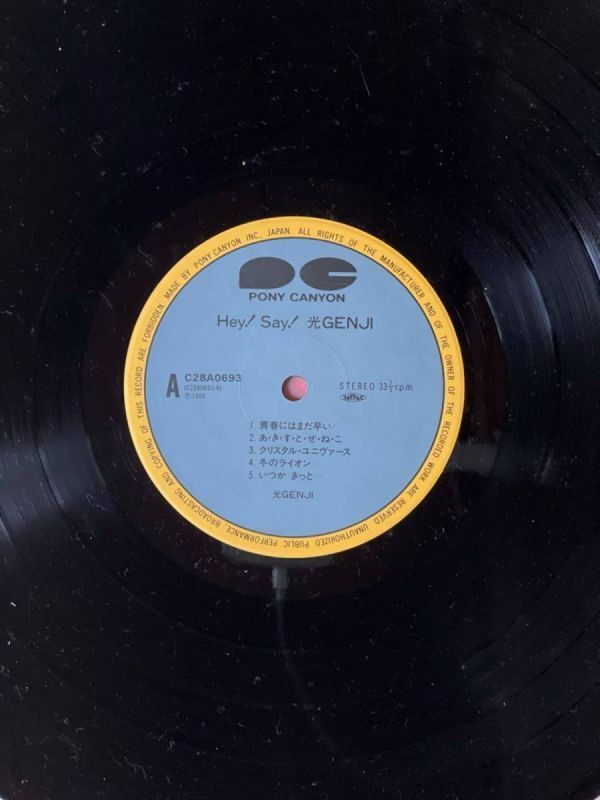 PONY CANYON
Hey! Say! 光GENJI
A
C28A0693
(C28A0693-A)
STEREO 33⅓r.p.m.
1. 青春にはまだ早い
2. あ・き・す・と・ぜ・ね・こ
3. クリスタル・ユニヴァース
4. 冬のライオン
5. いつか きっと…
光GENJI
MADE BY PONY CANYON INC., JAPAN. ALL RIGHTS OF THE MANUFACTURER AND OF THE OWNER OF THE RECORDED WORK ARE RESERVED. UNAUTHORIZED PUBLIC PERFORMANCE, BROADCASTING AND COPYING OF THIS RECORD ARE FORBIDDEN.